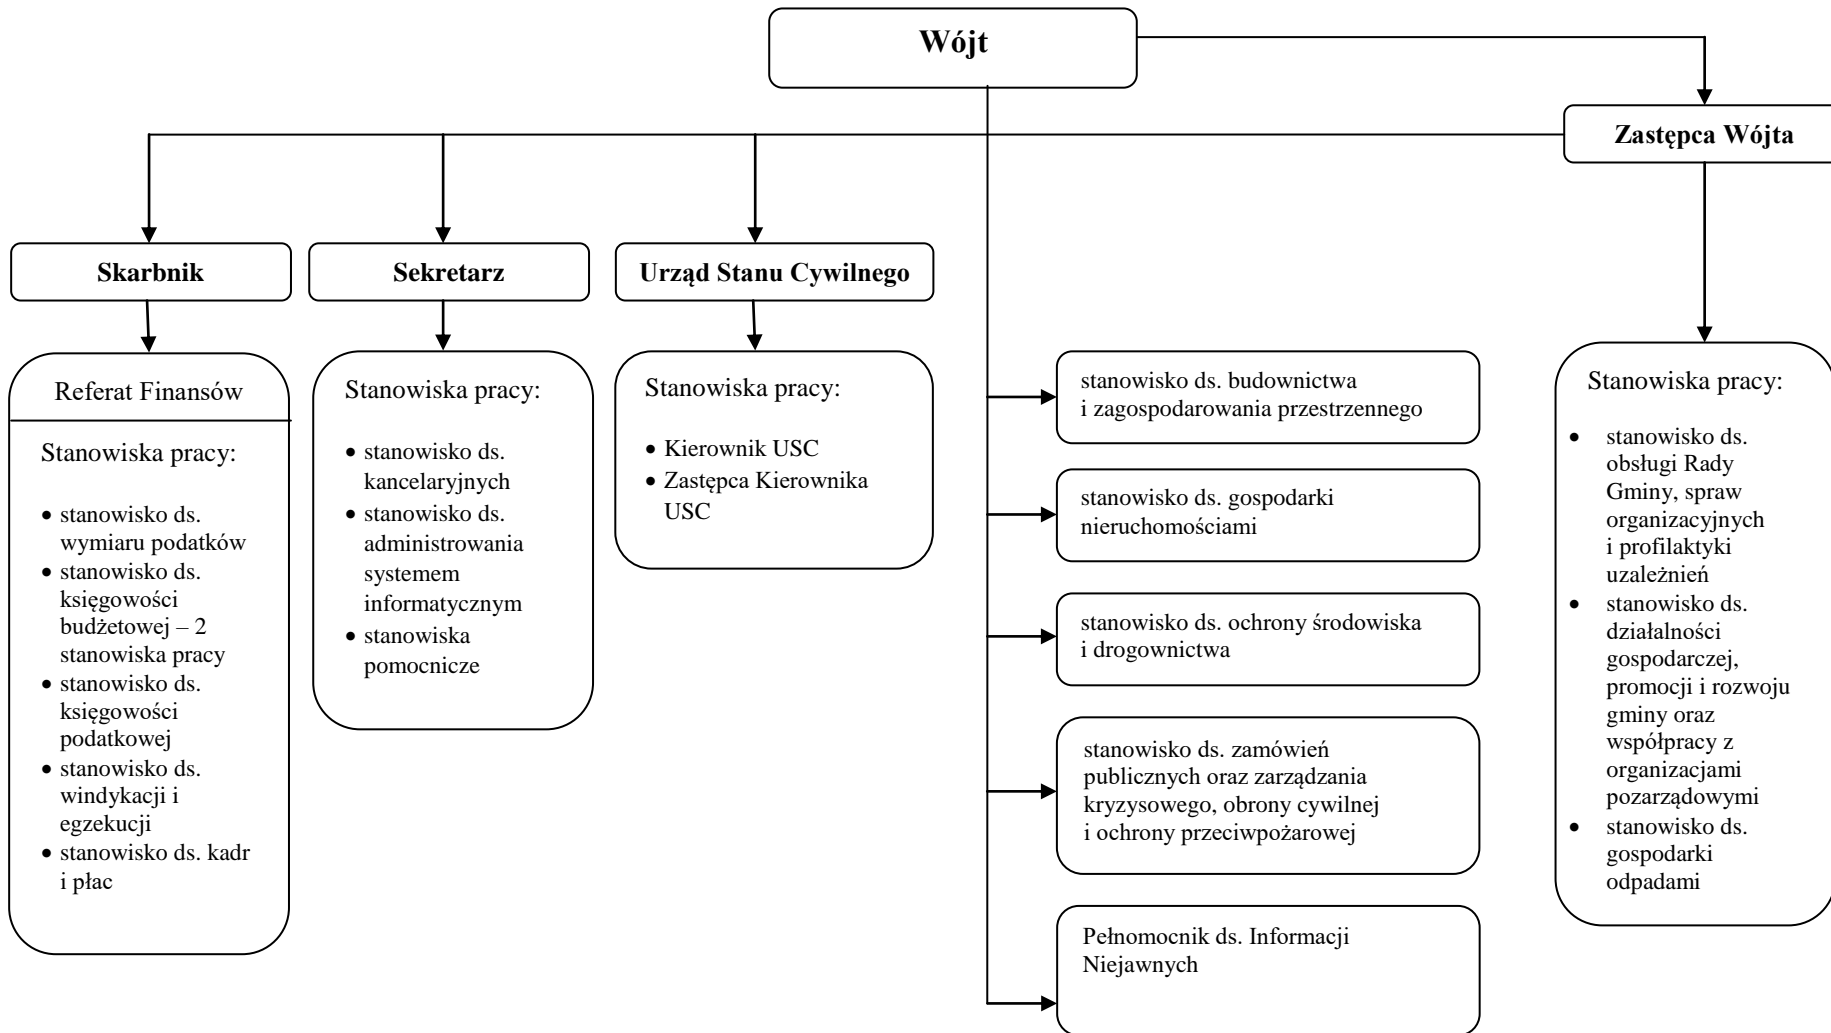 Wójt
Zastępca Wójta
Skarbnik
Sekretarz
Urząd Stanu Cywilnego
Referat Finansów
Stanowiska pracy:
• stanowisko ds.
wymiaru podatków
• stanowisko ds.
księgowości
budżetowej – 2
stanowiska pracy
• stanowisko ds.
księgowości
podatkowej
• stanowisko ds.
windykacji i
egzekucji
• stanowisko ds. kadr
i płac
Stanowiska pracy:
• stanowisko ds.
kancelaryjnych
• stanowisko ds.
administrowania
systemem
informatycznym
• stanowiska
pomocnicze
Stanowiska pracy:
• Kierownik USC
• Zastępca Kierownika
USC
stanowisko ds. budownictwa
i zagospodarowania przestrzennego
stanowisko ds. gospodarki
nieruchomościami
stanowisko ds. ochrony środowiska
i drogownictwa
stanowisko ds. zamówień
publicznych oraz zarządzania
kryzysowego, obrony cywilnej
i ochrony przeciwpożarowej
Pełnomocnik ds. Informacji
Niejawnych
Stanowiska pracy:
• stanowisko ds.
obsługi Rady
Gminy, spraw
organizacyjnych
i profilaktyki
uzależnień
• stanowisko ds.
działalności
gospodarczej,
promocji i rozwoju
gminy oraz
współpracy z
organizacjami
pozarządowymi
• stanowisko ds.
gospodarki
odpadami